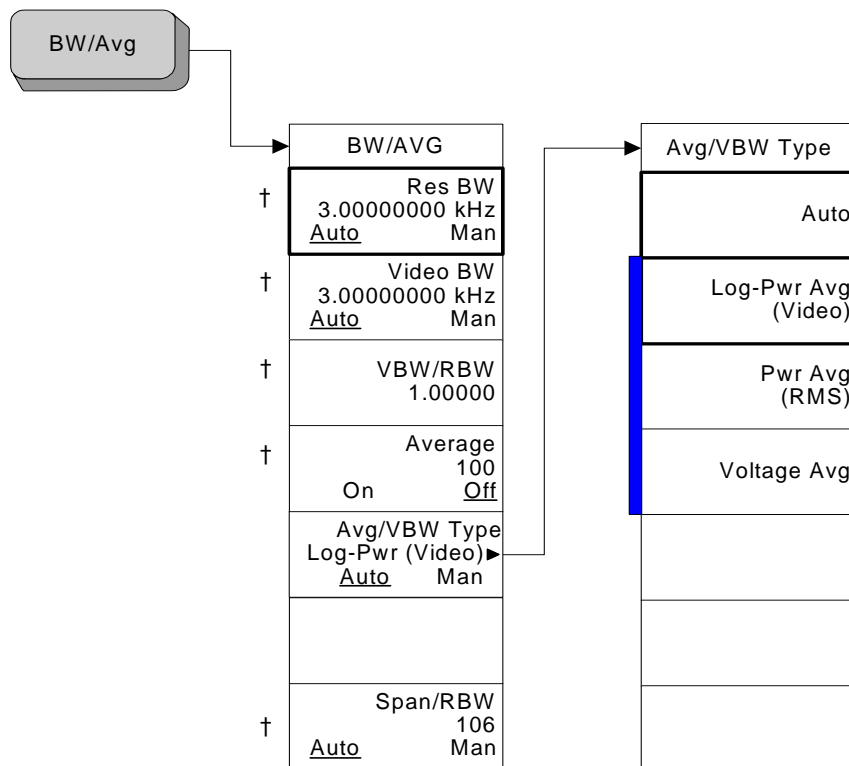 BW/Avg
BW/AVG
† Res BW
3.00000000 kHz
Auto Man
† Video BW
3.00000000 kHz
Auto Man
† VBW/RBW
1.00000
† Average
100
On Off
Avg/VBW Type
Log-Pwr (Video)
Auto Man
† Span/RBW
106
Auto Man
Avg/VBW Type
Auto
Log-Pwr Avg
(Video)
Pwr Avg
(RMS)
Voltage Avg